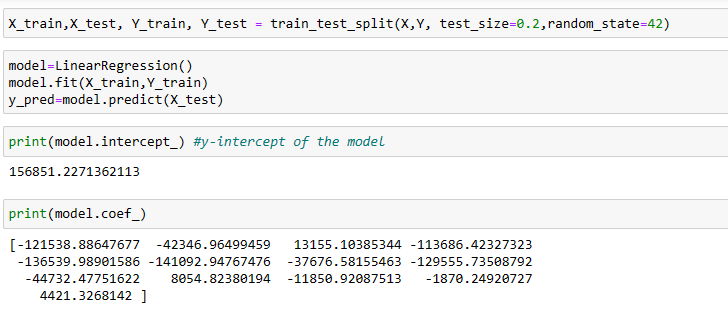 X_train,X_test, Y_train, Y_test = train_test_split(X,Y, test_size=0.2,random_state=42)
model=LinearRegression()
model.fit(X_train,Y_train)
y_pred=model.predict(X_test)
print(model.intercept_) #y-intercept of the model
156851.2271362113
print(model.coef_)
[-121538.88647677  -42346.96499459   13155.10385344 -113686.42327323
 -136539.98901586 -141092.94767476  -37676.58155463 -129555.73508792
  -44732.47751622    8054.82380194  -11850.92087513   -1870.24920727
    4421.3268142 ]